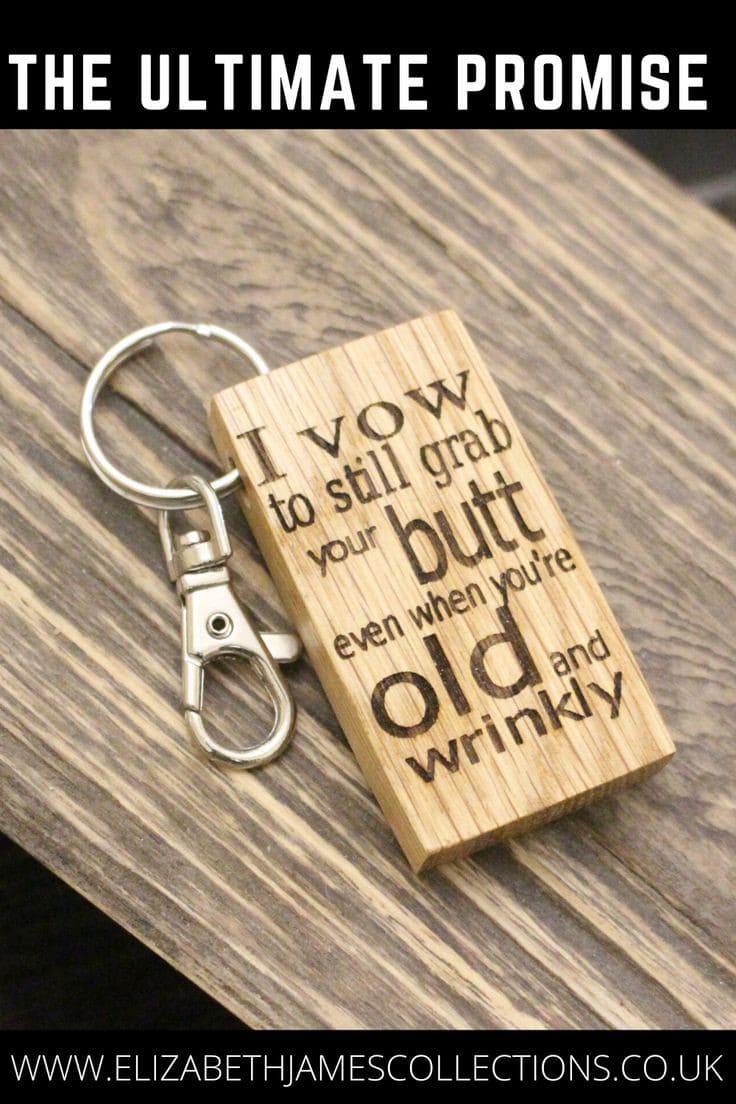 THE ULTIMATE PROMISE
I vow
to still grab
your butt
even when you're
old and
wrinkly
WWW.ELIZABETHJAMESCOLLECTIONS.CO.UK